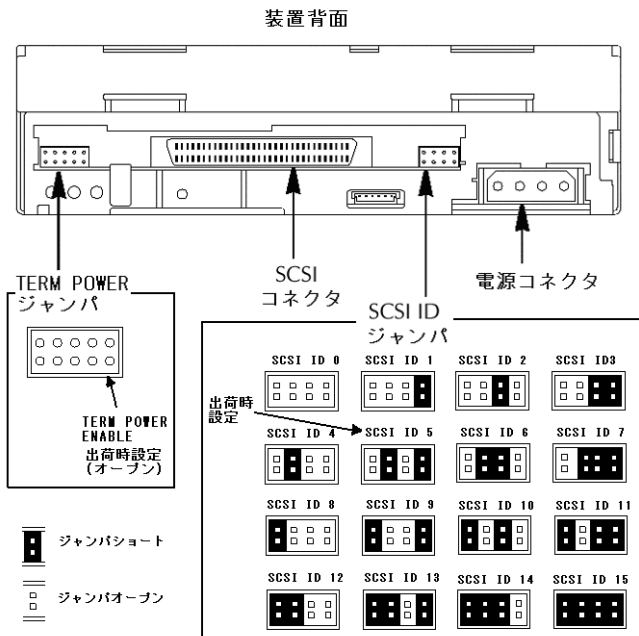 装置背面
TERM POWER
ジャンパ
SCSI
コネクタ
SCSI ID
ジャンパ
電源コネクタ
TERM POWER
ENABLE
出荷時設定
(オープン)
ジャンパショート
ジャンパオープン
出荷時
設定
SCSI ID 0
SCSI ID 1
SCSI ID 2
SCSI ID3
SCSI ID 4
SCSI ID 5
SCSI ID 6
SCSI ID 7
SCSI ID 8
SCSI ID 9
SCSI ID 10
SCSI ID 11
SCSI ID 12
SCSI ID 13
SCSI ID 14
SCSI ID 15